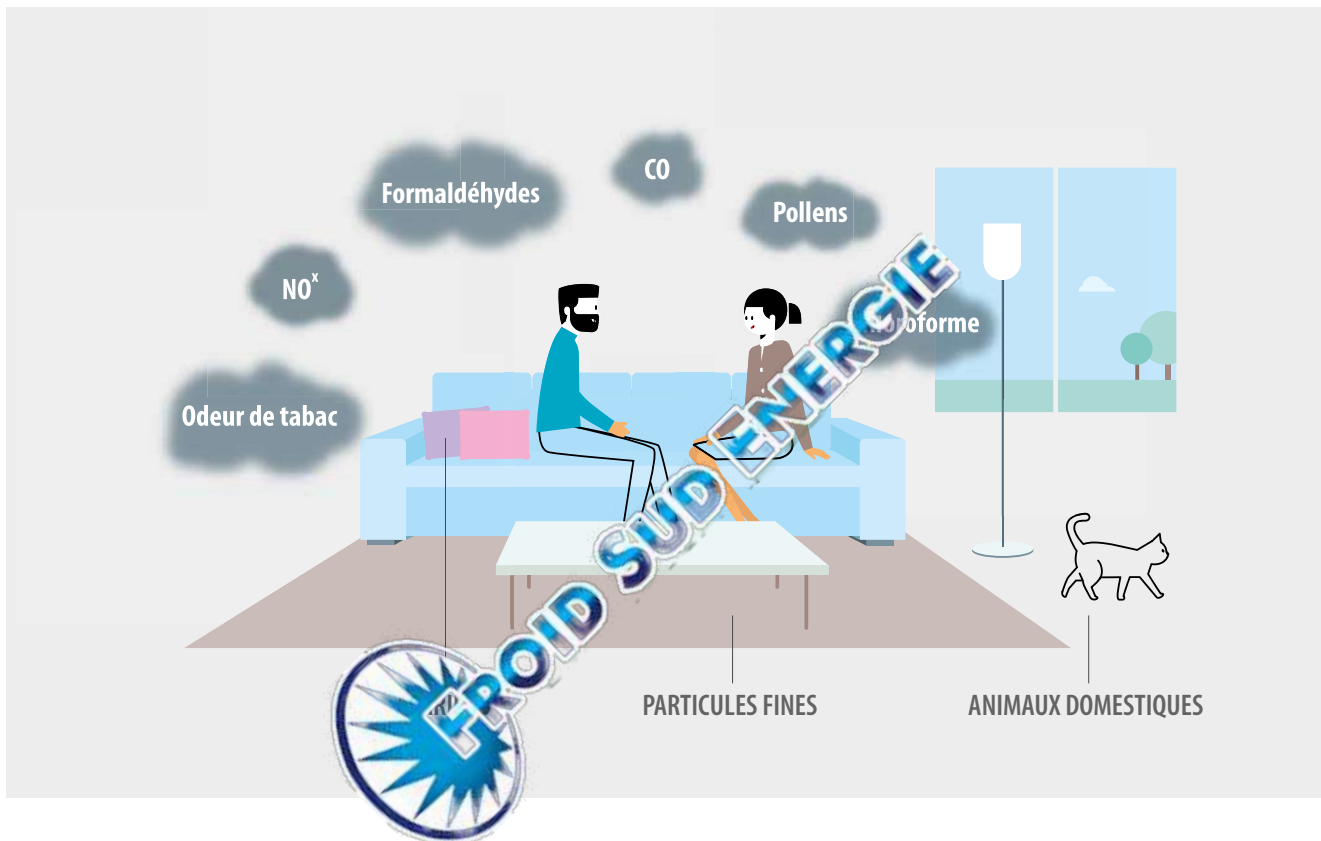 CO
Formaldéhydes
Pollens
NOˣ
Odeur de tabac
FROID SUD ENERGIE
PARTICULES FINES
ANIMAUX DOMESTIQUES